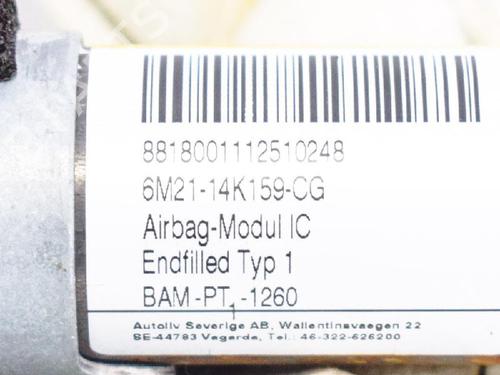 8818001112510248
6M21-14K159-CG
Airbag-Modul IC
Endfilled Typ 1
BAM-PT1-1260
Autoliv Sverige AB, Wallentinsvaegen 22
SE-44783 Vagarda, Tel.: 46-322-626200